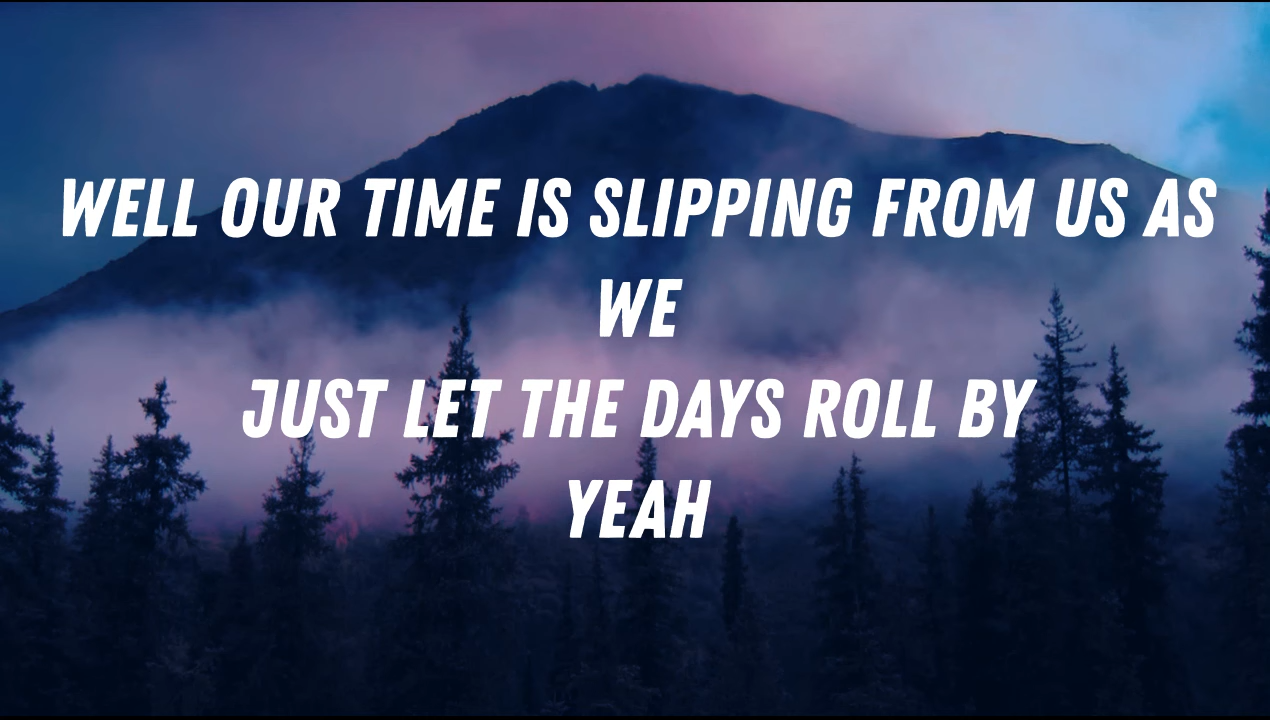 WELL OUR TIME IS SLIPPING FROM US AS
WE
JUST LET THE DAYS ROLL BY
YEAH